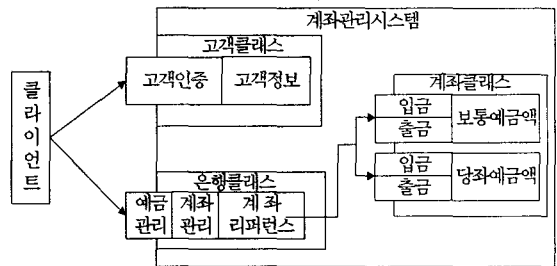 계좌관리시스템
고객클래스
고객인증 고객정보
클
라
이
언
트
계좌클래스
입금
출금
보통예금액
입금
출금
당좌예금액
은행클래스
예금
관리
계좌
관리
계 좌
리퍼런스